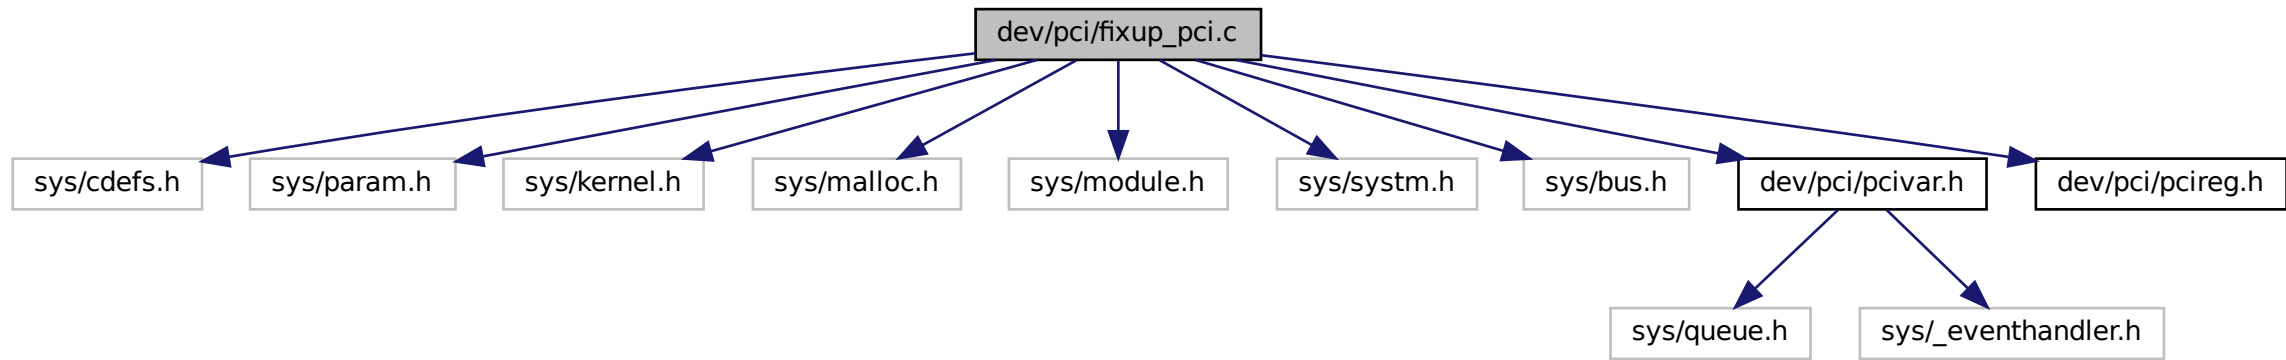 dev/pci/fixup_pci.c
sys/cdefs.h
sys/param.h
sys/kernel.h
sys/malloc.h
sys/module.h
sys/systm.h
sys/bus.h
dev/pci/pcivar.h
dev/pci/pcireg.h
sys/queue.h
sys/_eventhandler.h